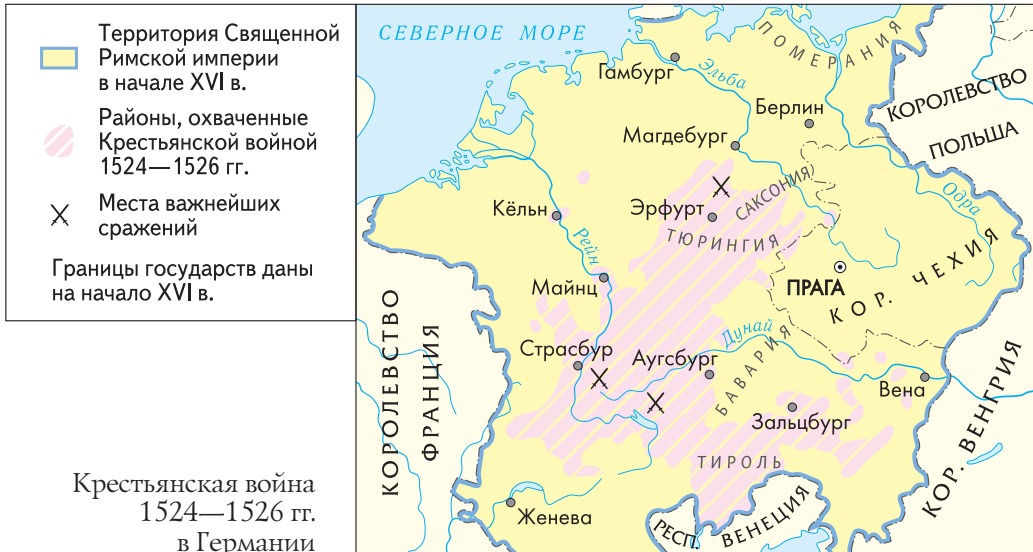 Территория Священной
Римской империи
в начале XVI в.
Районы, охваченные
Крестьянской войной
1524—1526 гг.
Места важнейших
сражений
Границы государств даны
на начало XVI в.
Крестьянская война
1524—1526 гг.
в Германии
СЕВЕРНОЕ МОРЕ
ПОМЕРАНИЯ
Гамбург
Эльба
Берлин
КОРОЛЕВСТВО
ПОЛЬША
Магдебург
Одра
САКСОНИЯ
Кёльн
Эрфурт
ТЮРИНГИЯ
Рейн
ПРАГА
КОР. ЧЕХИЯ
Майнц
Дунай
Страсбур
Аугсбург
БАВАРИЯ
Вена
Зальцбург
ТИРОЛЬ
КОРОЛЕВСТВО
ФРАНЦИЯ
КОР. ВЕНГРИЯ
Женева
РЕСП.
ВЕНЕЦИЯ